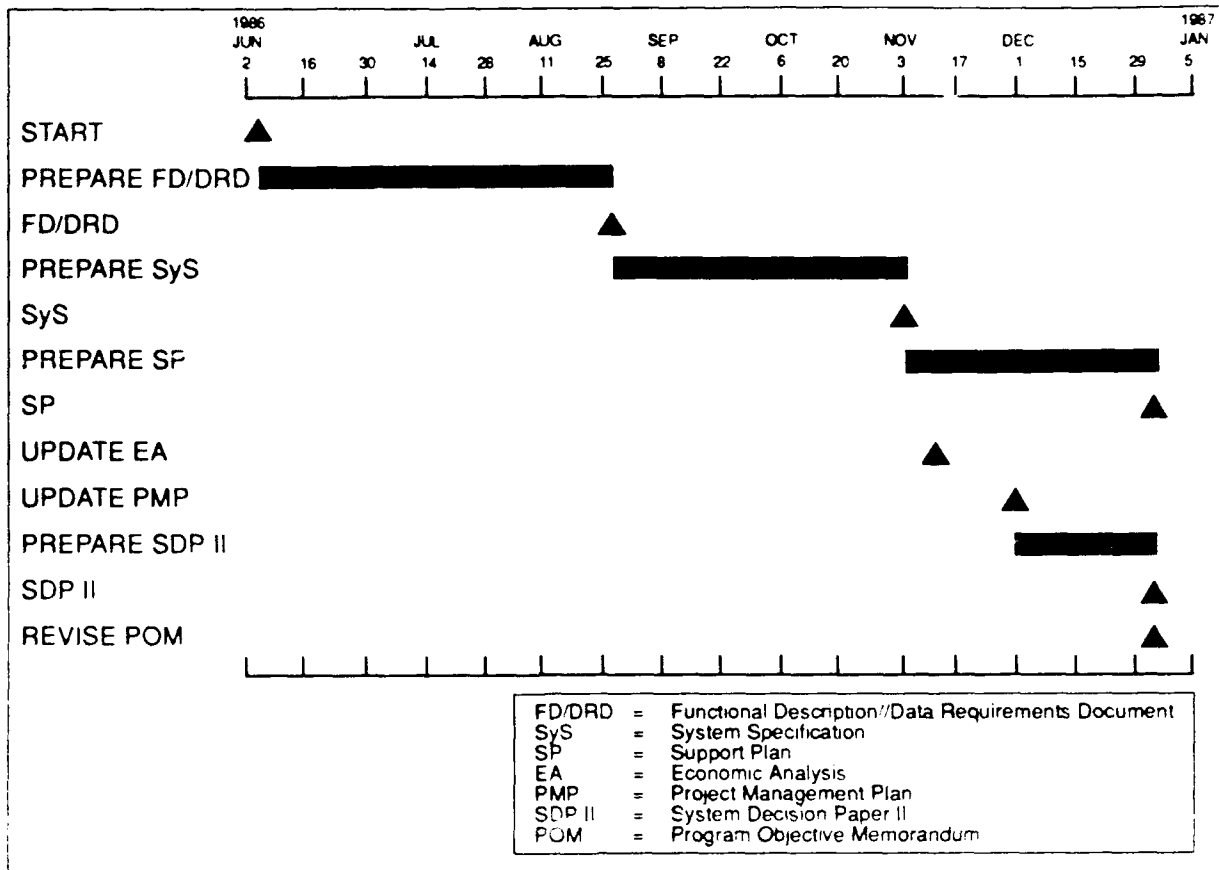 1986 1987
JUN JUL AUG SEP OCT NOV DEC JAN
2 16 30 14 28 11 25 8 22 6 20 3 17 1 15 29 5
START
PREPARE FD/DRD
FD/DRD
PREPARE SyS
SyS
PREPARE SP
SP
UPDATE EA
UPDATE PMP
PREPARE SDP II
SDP II
REVISE POM
FD/DRD = Functional Description//Data Requirements Document
SyS = System Specification
SP = Support Plan
EA = Economic Analysis
PMP = Project Management Plan
SDP II = System Decision Paper II
POM = Program Objective Memorandum